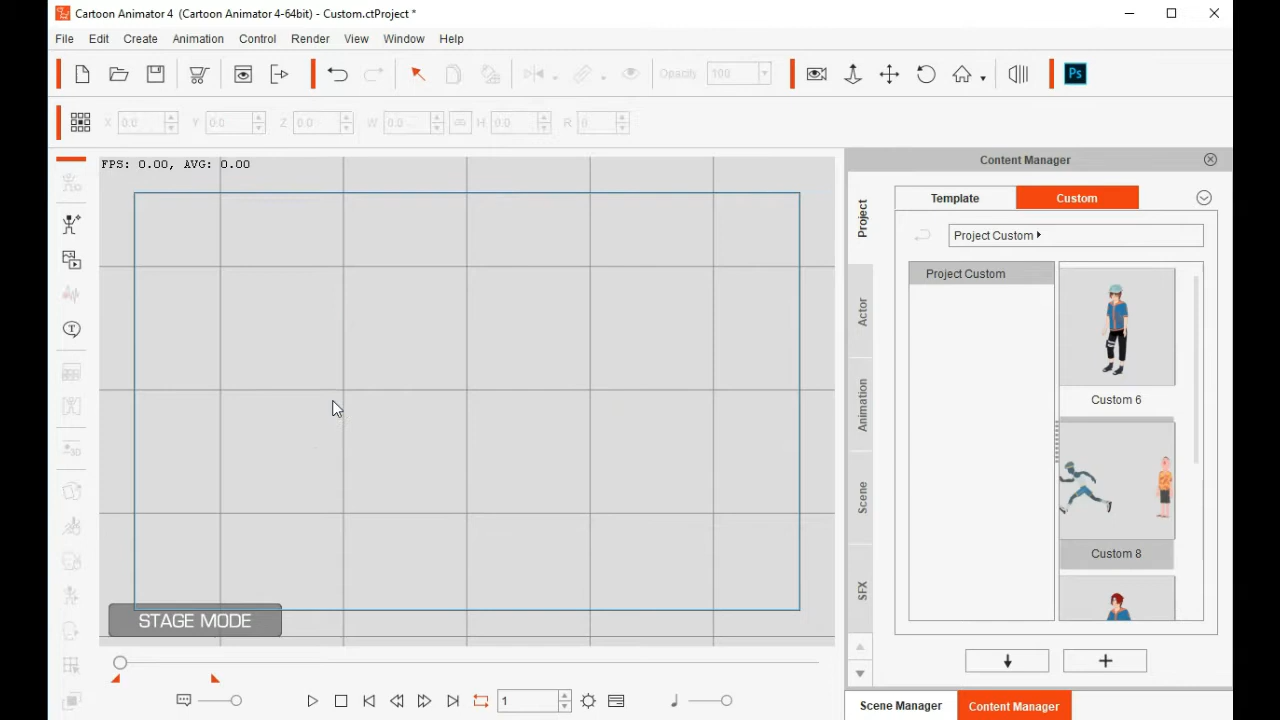 Cartoon Animator 4 (Cartoon Animator 4-64bit) - Custom.ctProject *
File Edit Create Animation Control Render View Window Help
Opacity 100
Ps
X 0.0 Y 0.0 Z 0.0 W 0.0 H 0.0 R 0
FPS: 0.00, AVG: 0.00
Content Manager
Template Custom
Project Custom
Project Custom
Project
Actor
Animation
Scene
SFX
Custom 6
Custom 8
T
3D
STAGE MODE
1
Scene Manager Content Manager